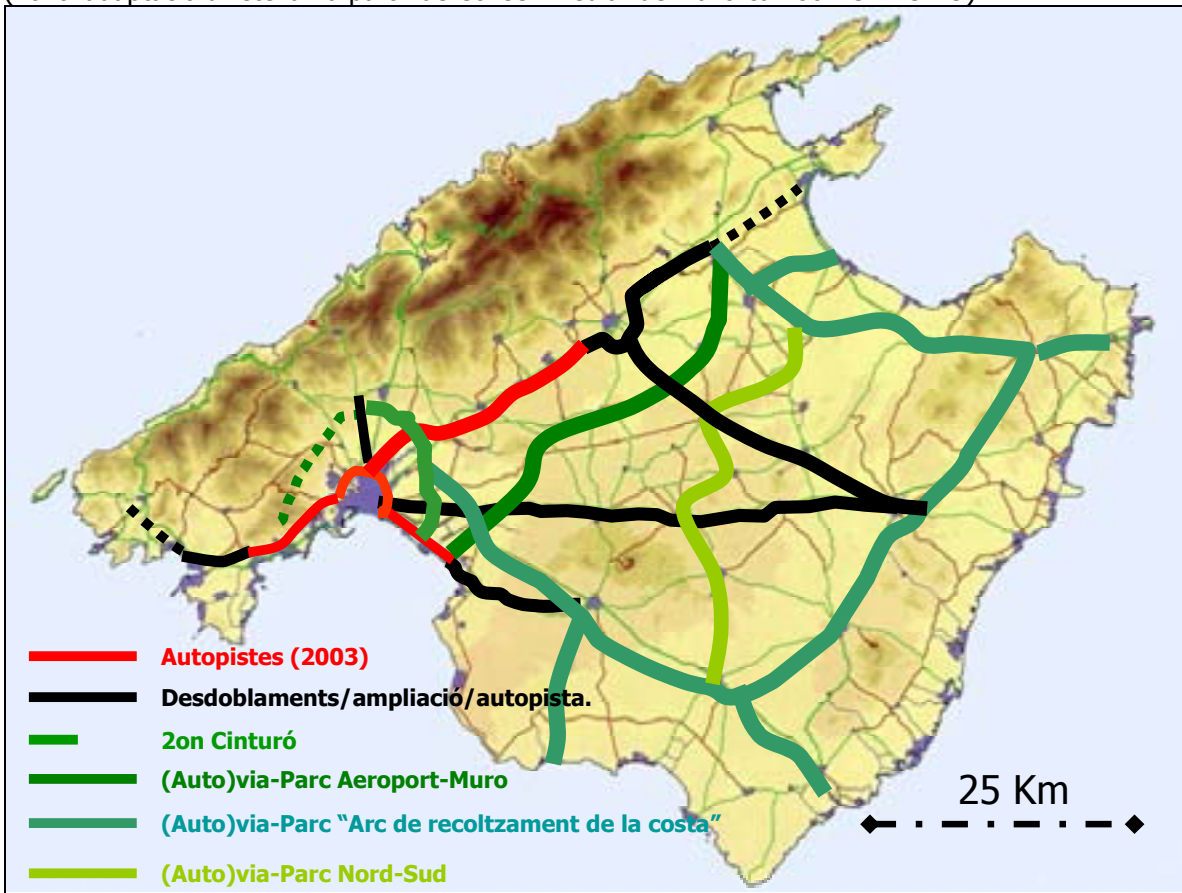 Autopistes (2003)
Desdoblaments/ampliació/autopista.
2on Cinturó
(Auto)via-Parc Aeroport-Muro
(Auto)via-Parc “Arc de recoltzament de la costa”
(Auto)via-Parc Nord-Sud
25 Km